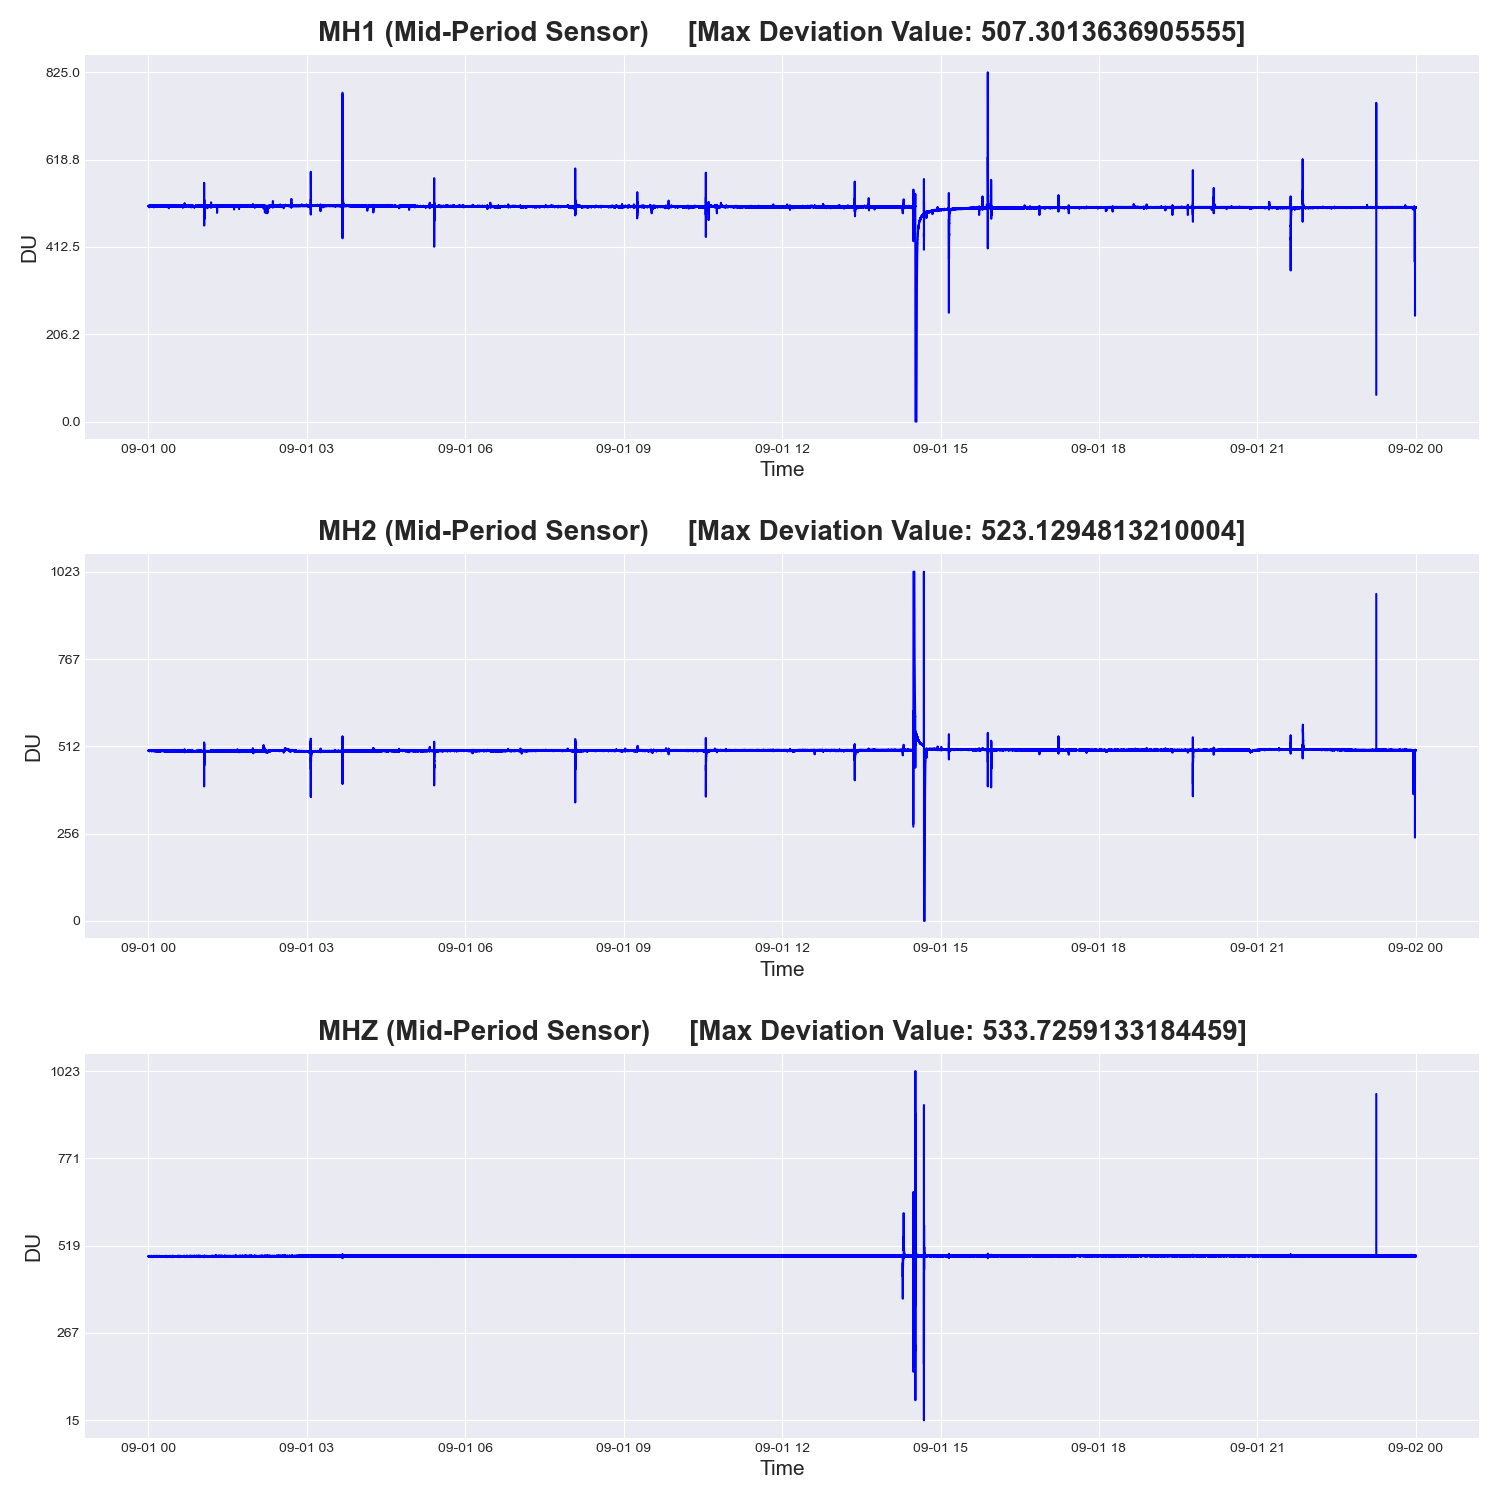 MH1 (Mid-Period Sensor) [Max Deviation Value: 507.3013636905555]
825.0
618.8
412.5
206.2
0.0
DU
09-01 00 09-01 03 09-01 06 09-01 09 09-01 12 09-01 15 09-01 18 09-01 21 09-02 00
Time
MH2 (Mid-Period Sensor) [Max Deviation Value: 523.1294813210004]
1023
767
512
256
0
DU
09-01 00 09-01 03 09-01 06 09-01 09 09-01 12 09-01 15 09-01 18 09-01 21 09-02 00
Time
MHZ (Mid-Period Sensor) [Max Deviation Value: 533.7259133184459]
1023
771
519
267
15
DU
09-01 00 09-01 03 09-01 06 09-01 09 09-01 12 09-01 15 09-01 18 09-01 21 09-02 00
Time